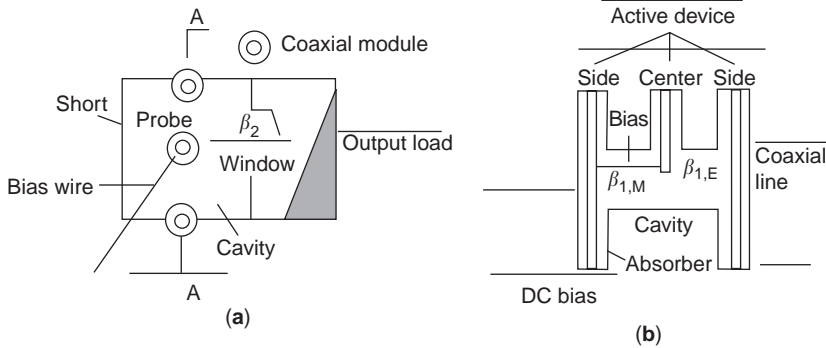 A
Coaxial module
Short
Probe
β2
Window
Output load
Bias wire
Cavity
A
(a)
Active device
Side Center Side
Bias
β1,M
β1,E
Coaxial
line
Cavity
Absorber
DC bias
(b)